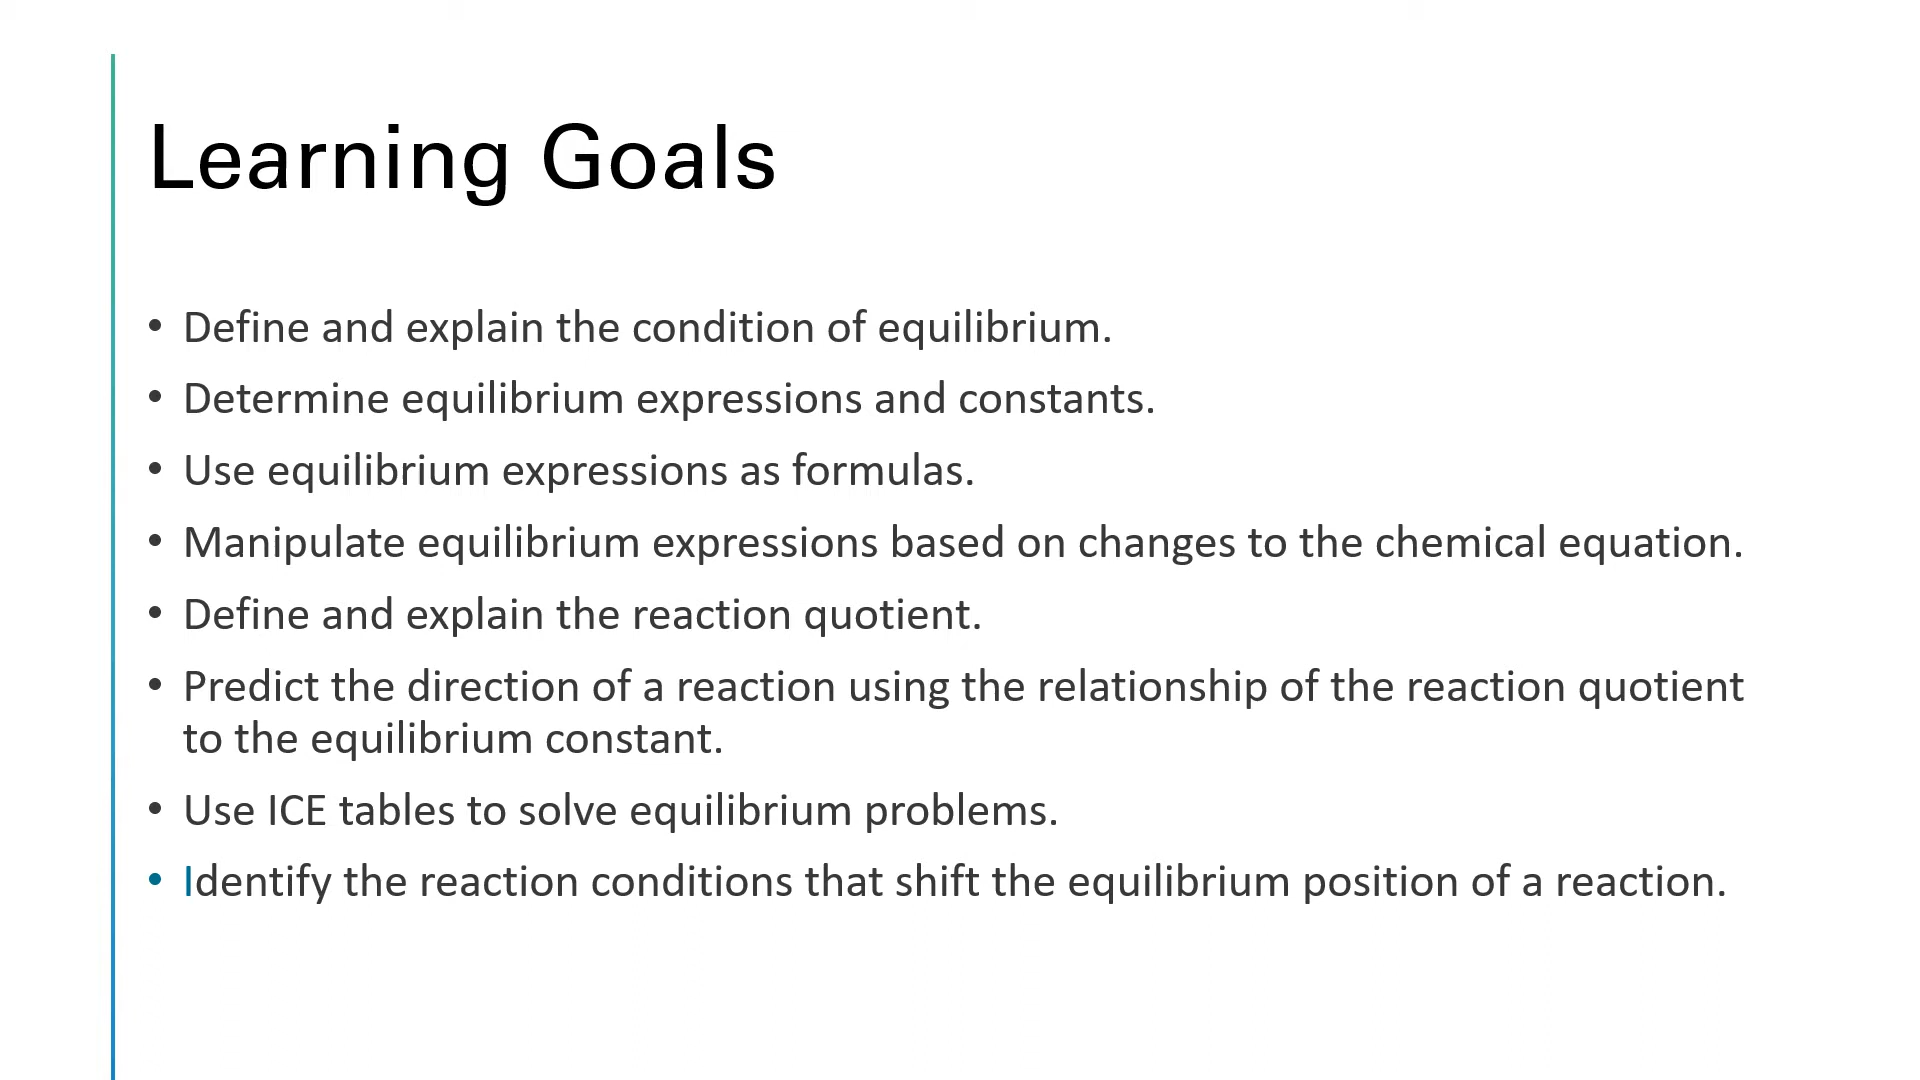 Learning Goals
• Define and explain the condition of equilibrium.
• Determine equilibrium expressions and constants.
• Use equilibrium expressions as formulas.
• Manipulate equilibrium expressions based on changes to the chemical equation.
• Define and explain the reaction quotient.
• Predict the direction of a reaction using the relationship of the reaction quotient
to the equilibrium constant.
• Use ICE tables to solve equilibrium problems.
• Identify the reaction conditions that shift the equilibrium position of a reaction.